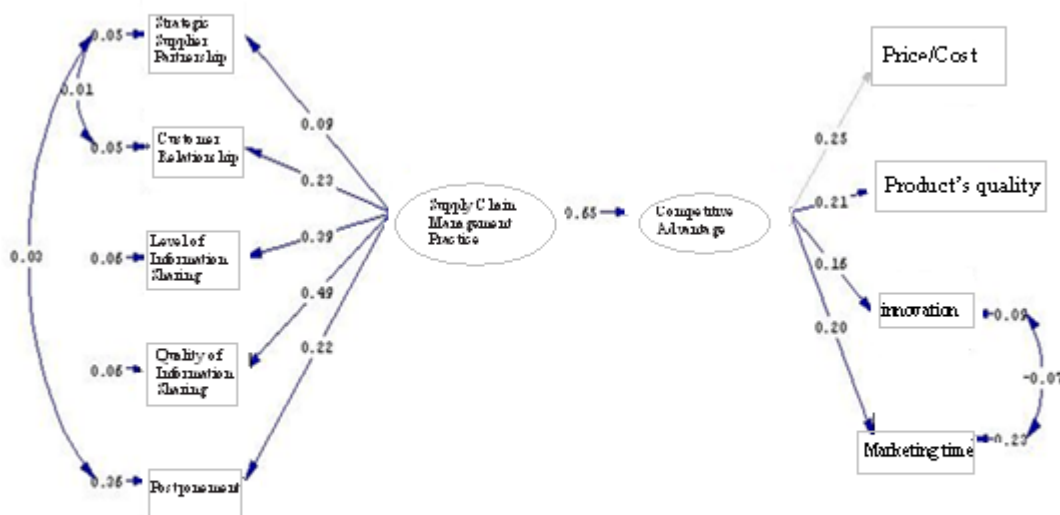 Strategic
Supplier
Partnership
0.05
0.01
Customer
Relationship
0.05
Level of
Information
Sharing
0.06
Quality of
Information
Sharing
0.06
Postponement
0.09
0.23
0.39
0.49
0.22
Supply Chain
Management
Practice
0.65
Competitive
Advantage
0.25
0.21
0.16
0.20
Price/Cost
Product's quality
innovation
0.09
-0.07
Marketing time
0.23